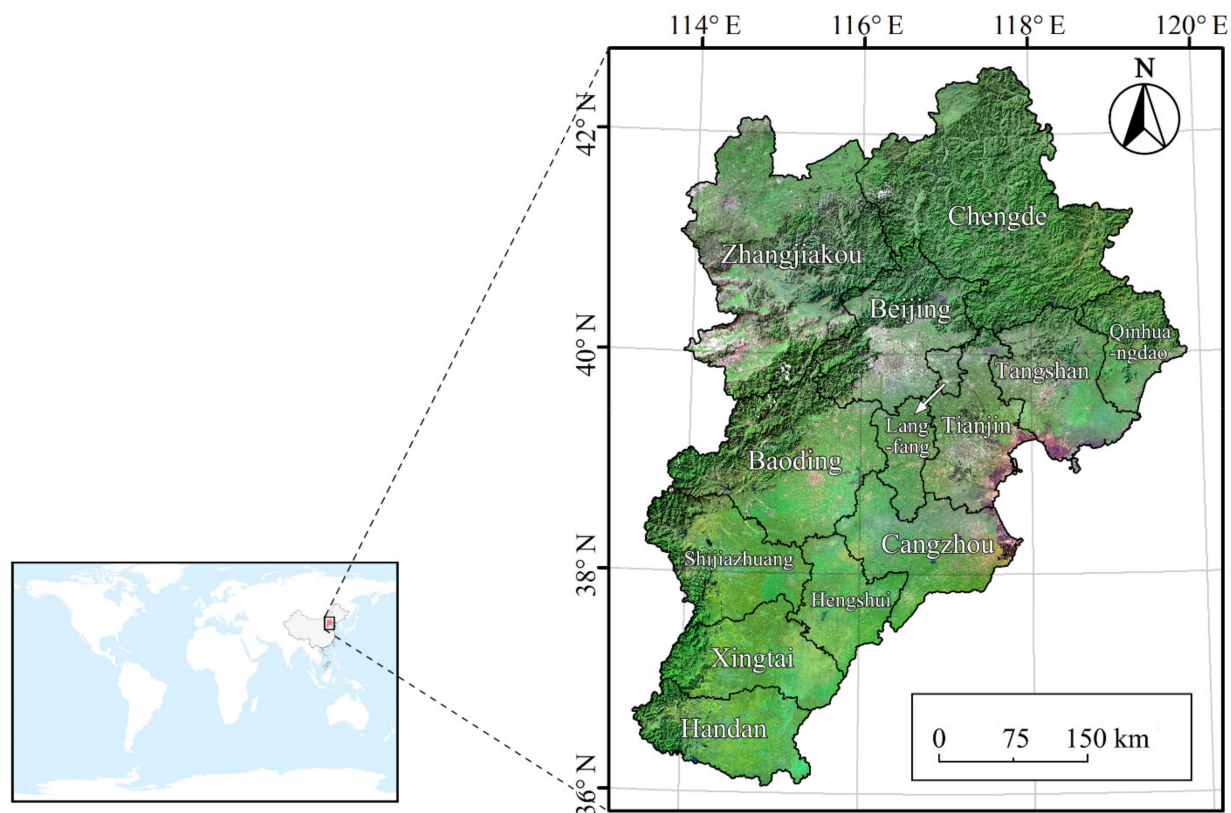 114° E 116° E 118° E 120° E
N
42° N
40° N
38° N
36° N
Chengde
Zhangjiakou
Beijing
Qinhua
-ngdao
Tangshan
Lang
-fang
Tianjin
Baoding
Cangzhou
Shijiazhuang
Hengshui
Xingtai
Handan
0 75 150 km